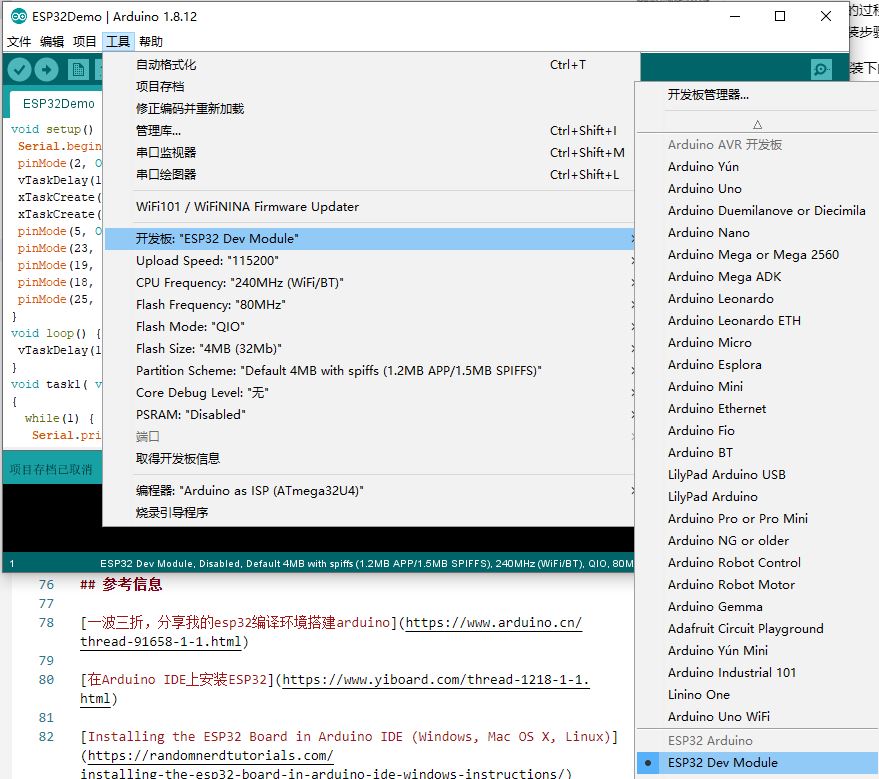 ESP32Demo | Arduino 1.8.12
文件 编辑 项目 工具 帮助
ESP32Demo
void setup()
Serial.begin
pinMode(2,
vTaskDelay(1
xTaskCreate(
xTaskCreate(
pinMode(5,
pinMode(23,
pinMode(19,
pinMode(18,
pinMode(25,
}
void loop() {
vTaskDelay(1
}
void task1(
{
while(1) {
Serial.pri
项目存档已取消
自动格式化 Ctrl+T
项目存档
修正编码并重新加载
管理库... Ctrl+Shift+I
串口监视器 Ctrl+Shift+M
串口绘图器 Ctrl+Shift+L
WiFi101 / WiFiNINA Firmware Updater
开发板: "ESP32 Dev Module"
Upload Speed: "115200"
CPU Frequency: "240MHz (WiFi/BT)"
Flash Frequency: "80MHz"
Flash Mode: "QIO"
Flash Size: "4MB (32Mb)"
Partition Scheme: "Default 4MB with spiffs (1.2MB APP/1.5MB SPIFFS)"
Core Debug Level: "无"
PSRAM: "Disabled"
端口
取得开发板信息
编程器: "Arduino as ISP (ATmega32U4)"
烧录引导程序
开发板管理器...
Arduino AVR 开发板
Arduino Yún
Arduino Uno
Arduino Duemilanove or Diecimila
Arduino Nano
Arduino Mega or Mega 2560
Arduino Mega ADK
Arduino Leonardo
Arduino Leonardo ETH
Arduino Micro
Arduino Esplora
Arduino Mini
Arduino Ethernet
Arduino Fio
Arduino BT
LilyPad Arduino USB
LilyPad Arduino
Arduino Pro or Pro Mini
Arduino NG or older
Arduino Robot Control
Arduino Robot Motor
Arduino Gemma
Adafruit Circuit Playground
Arduino Yún Mini
Arduino Industrial 101
Linino One
Arduino Uno WiFi
ESP32 Arduino
ESP32 Dev Module
1 ESP32 Dev Module, Disabled, Default 4MB with spiffs (1.2MB APP/1.5MB SPIFFS), 240MHz (WiFi/BT), QIO, 80M
76 ## 参考信息
77
78 [一波三折，分享我的esp32编译环境搭建arduino](https://www.arduino.cn/
thread-91658-1-1.html)
79
80 [在Arduino IDE上安装ESP32](https://www.yiboard.com/thread-1218-1-1.
html)
81
82 [Installing the ESP32 Board in Arduino IDE (Windows, Mac OS X, Linux)]
(https://randomnerdtutorials.com/
installing-the-esp32-board-in-arduino-ide-windows-instructions/)